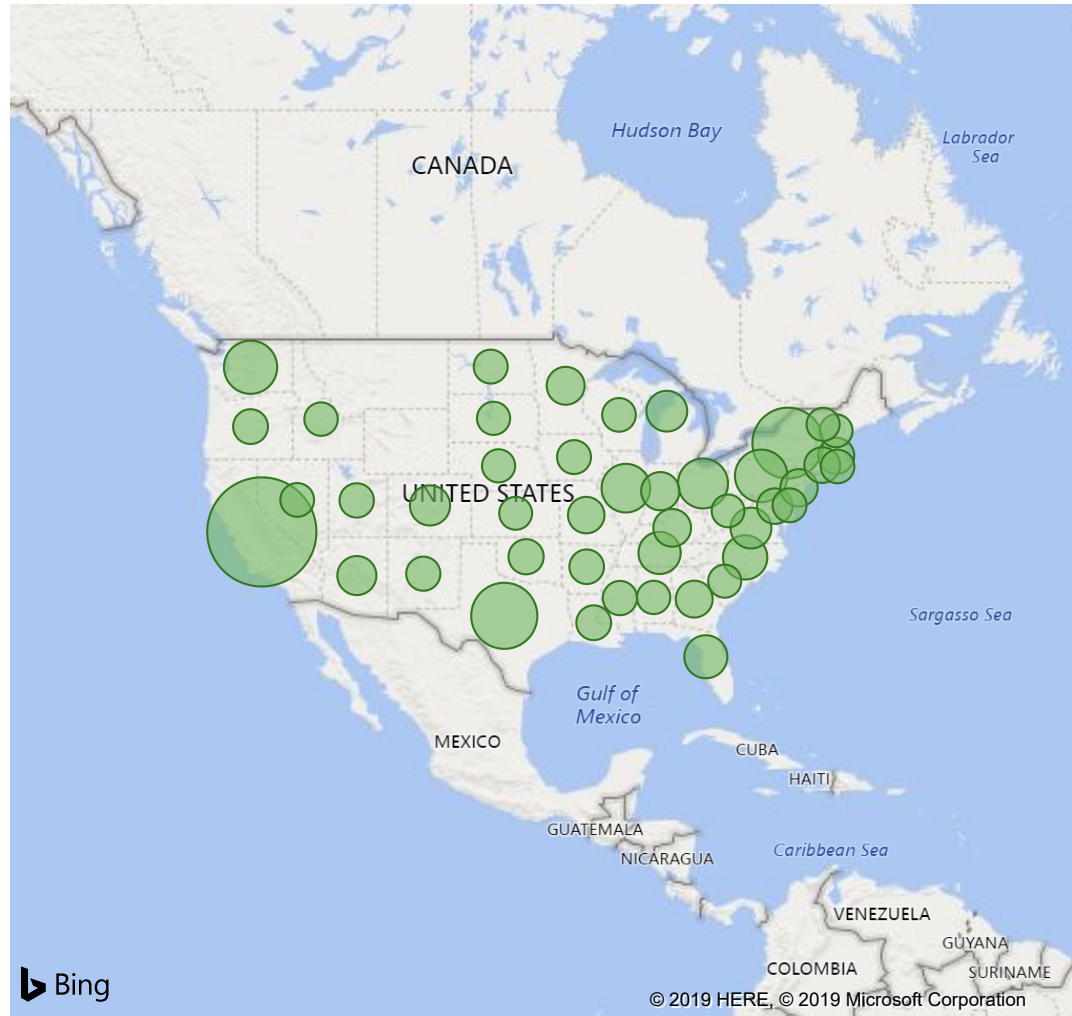 Hudson Bay
Labrador
Sea
CANADA
UNITED STATES
Sargasso Sea
Gulf of
Mexico
MEXICO
CUBA
HAITI
GUATEMALA
NICARAGUA
Caribbean Sea
VENEZUELA
GUYANA
COLOMBIA
SURINAME
Bing
© 2019 HERE, © 2019 Microsoft Corporation